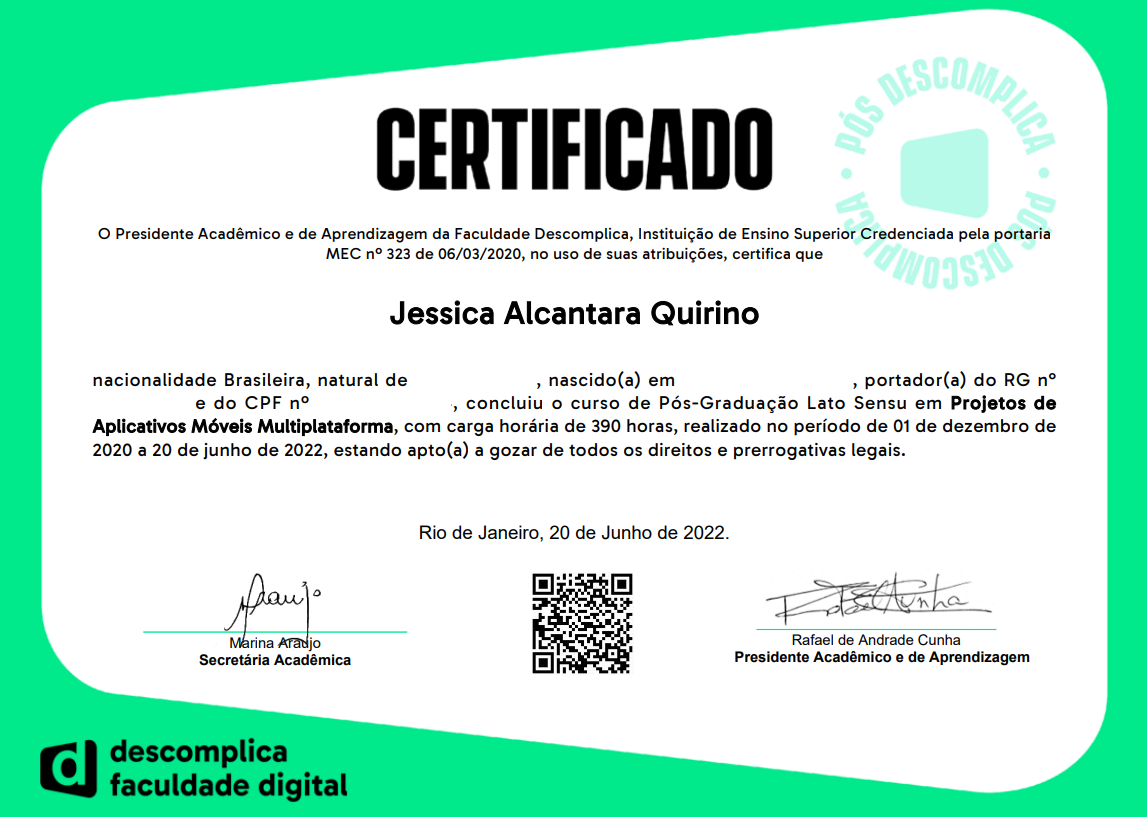 PÓS DESCOMPLICA • PÓS DESCOMPLICA •
CERTIFICADO
O Presidente Acadêmico e de Aprendizagem da Faculdade Descomplica, Instituição de Ensino Superior Credenciada pela portaria
MEC nº 323 de 06/03/2020, no uso de suas atribuições, certifica que
Jessica Alcantara Quirino
nacionalidade Brasileira, natural de , nascido(a) em , portador(a) do RG nº
e do CPF nº , concluiu o curso de Pós-Graduação Lato Sensu em Projetos de
Aplicativos Móveis Multiplataforma, com carga horária de 390 horas, realizado no período de 01 de dezembro de
2020 a 20 de junho de 2022, estando apto(a) a gozar de todos os direitos e prerrogativas legais.
Rio de Janeiro, 20 de Junho de 2022.
Marina Araujo
Secretária Acadêmica
Rafael de Andrade Cunha
Presidente Acadêmico e de Aprendizagem
d descomplica
faculdade digital